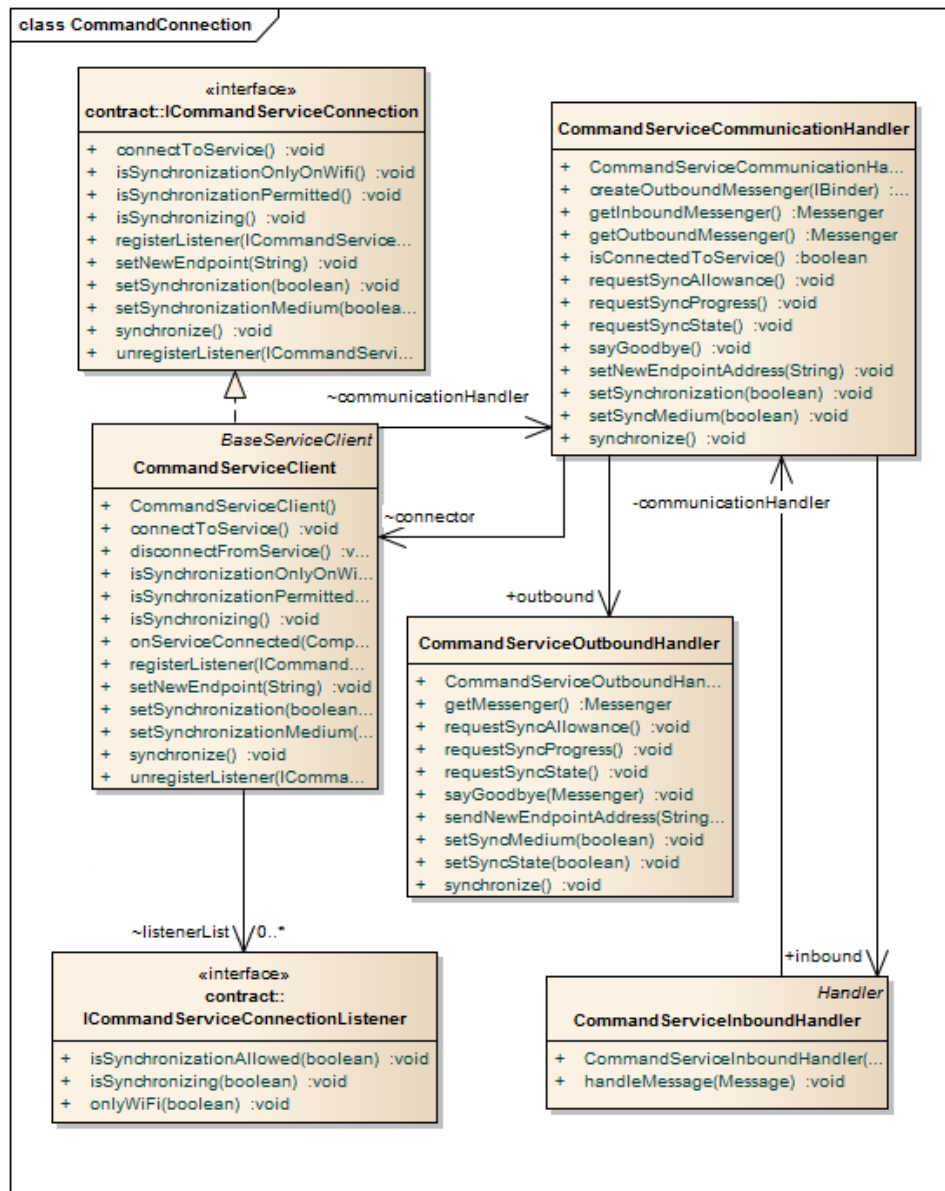 class CommandConnection
«interface»
contract::ICommandServiceConnection
+ connectToService() :void
+ isSynchronizationOnlyOnWifi() :void
+ isSynchronizationPermitted() :void
+ isSynchronizing() :void
+ registerListener(ICommandService...
+ setNewEndpoint(String) :void
+ setSynchronization(boolean) :void
+ setSynchronizationMedium(boolea...
+ synchronize() :void
+ unregisterListener(ICommandServi...
CommandServiceCommunicationHandler
+ CommandServiceCommunicationHa...
+ createOutboundMessenger(IBinder) :...
+ getInboundMessenger() :Messenger
+ getOutboundMessenger() :Messenger
+ isConnectedToService() :boolean
+ requestSyncAllowance() :void
+ requestSyncProgress() :void
+ requestSyncState() :void
+ sayGoodbye() :void
+ setNewEndpointAddress(String) :void
+ setSynchronization(boolean) :void
+ setSyncMedium(boolean) :void
+ synchronize() :void
~communicationHandler
BaseServiceClient
CommandServiceClient
+ CommandServiceClient()
+ connectToService() :void
+ disconnectFromService() :v...
+ isSynchronizationOnlyOnWi...
+ isSynchronizationPermitted...
+ isSynchronizing() :void
+ onServiceConnected(Comp...
+ registerListener(ICommand...
+ setNewEndpoint(String) :void
+ setSynchronization(boolean...
+ setSynchronizationMedium(...
+ synchronize() :void
+ unregisterListener(IComma...
~connector
-communicationHandler
+outbound
CommandServiceOutboundHandler
+ CommandServiceOutboundHan...
+ getMessenger() :Messenger
+ requestSyncAllowance() :void
+ requestSyncProgress() :void
+ requestSyncState() :void
+ sayGoodbye(Messenger) :void
+ sendNewEndpointAddress(String...
+ setSyncMedium(boolean) :void
+ setSyncState(boolean) :void
+ synchronize() :void
~listenerList 0..*
«interface»
contract::
ICommandServiceConnectionListener
+ isSynchronizationAllowed(boolean) :void
+ isSynchronizing(boolean) :void
+ onlyWiFi(boolean) :void
+inbound
Handler
CommandServiceInboundHandler
+ CommandServiceInboundHandler(...
+ handleMessage(Message) :void